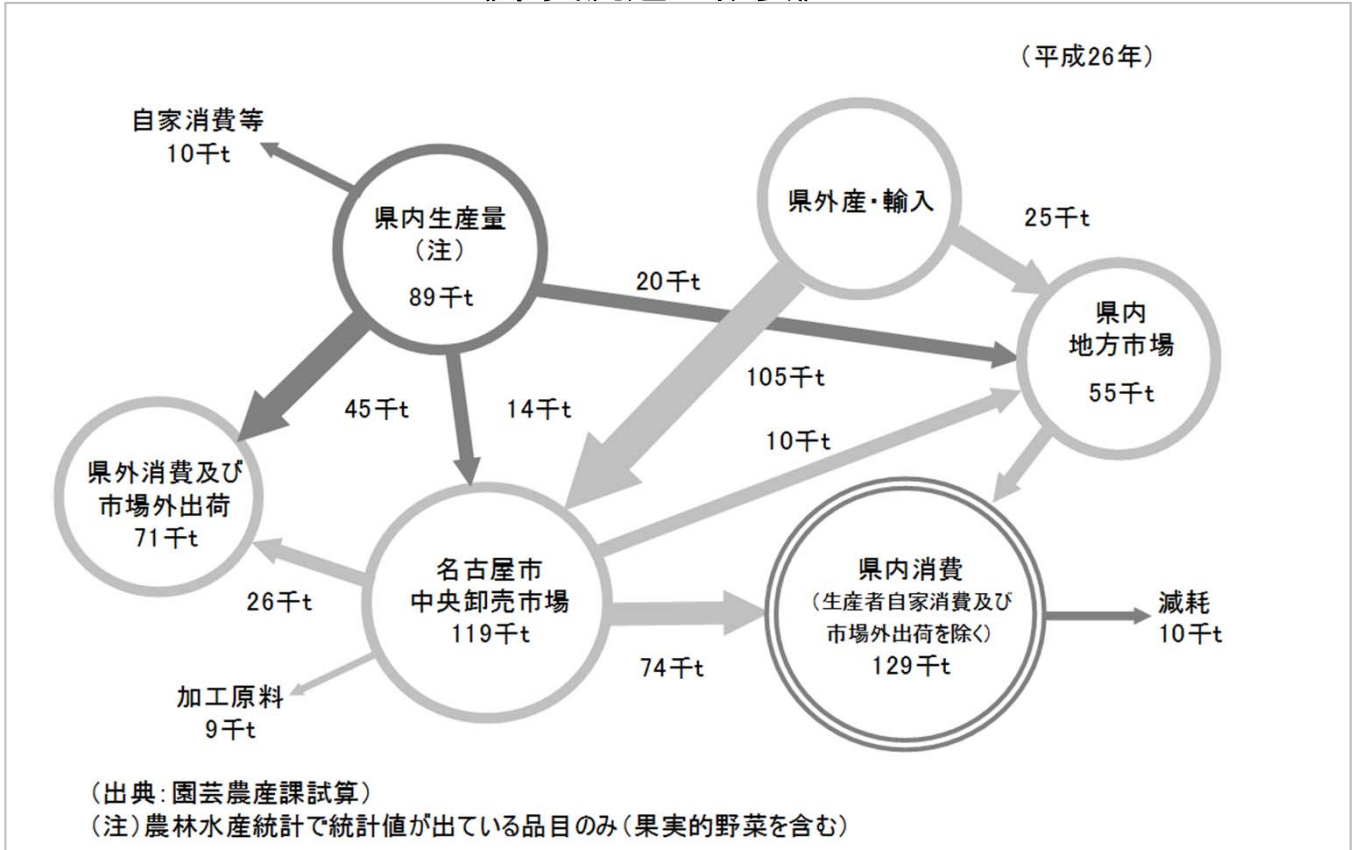 （平成26年）
自家消費等
10千t
県内生産量
（注）
89千t
県外産・輸入
25千t
20千t
県内
地方市場
55千t
105千t
45千t
14千t
10千t
県外消費及び
市場外出荷
71千t
名古屋市
中央卸売市場
119千t
26千t
県内消費
（生産者自家消費及び
市場外出荷を除く）
129千t
減耗
10千t
74千t
加工原料
9千t
（出典：園芸農産課試算）
（注）農林水産統計で統計値が出ている品目のみ（果実的野菜を含む）